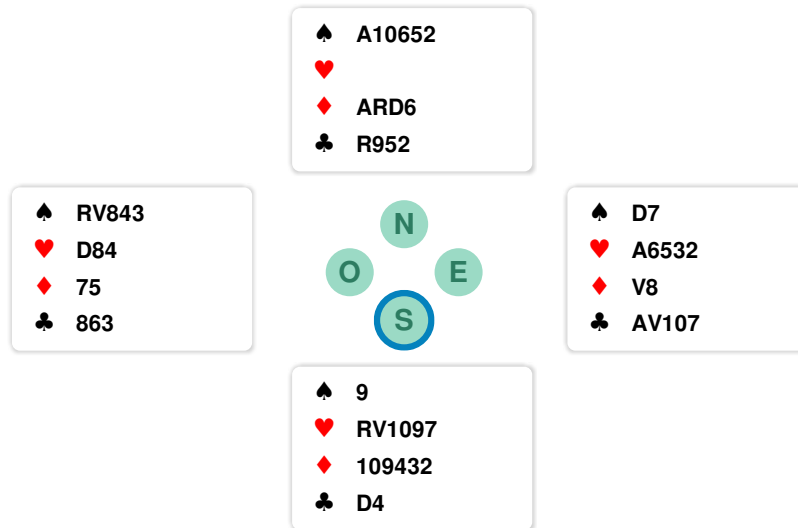 ♠ A10652
♥
♦ ARD6
♣ R952
♠ RV843
♥ D84
♦ 75
♣ 863
N
O E
S
♠ D7
♥ A6532
♦ V8
♣ AV107
♠ 9
♥ RV1097
♦ 109432
♣ D4